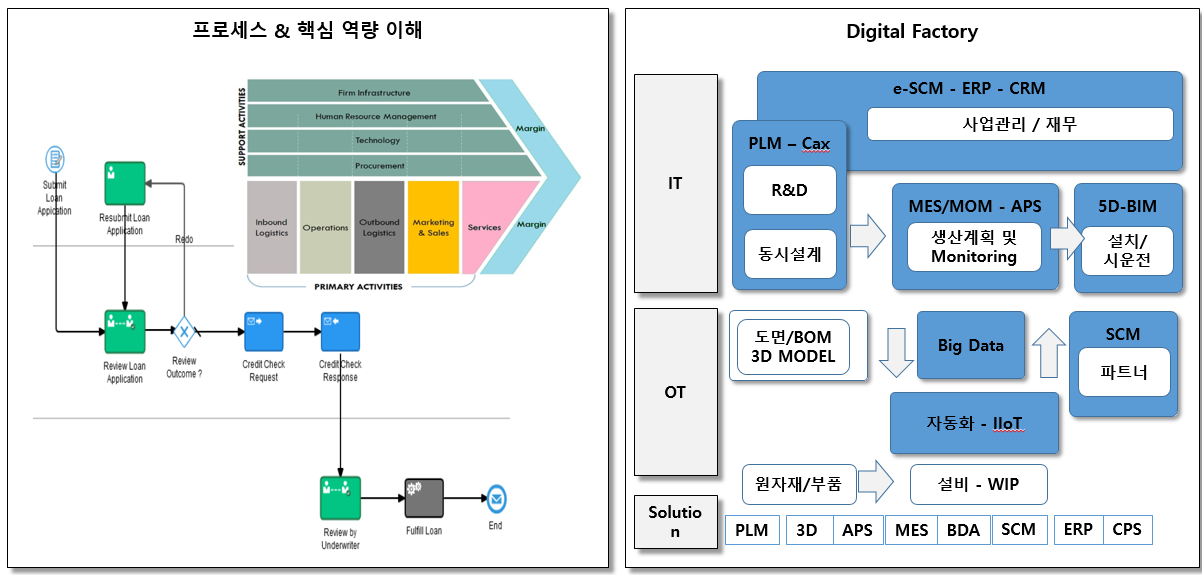 프로세스 & 핵심 역량 이해
SUPPORT ACTIVITIES
Firm Infrastructure
Human Resource Management
Technology
Procurement
Margin
Inbound
Logistics
Operations
Outbound
Logistics
Marketing
& Sales
Services
Margin
PRIMARY ACTIVITIES
Submit
Loan
Appication
Resubmit Loan
Application
Redo
Review Loan
Application
Review
Outcome ?
Credit Check
Request
Credit Check
Response
Review by
Underwriter
Fulfill Loan
End
Digital Factory
IT
e-SCM - ERP - CRM
사업관리 / 재무
PLM – Cax
R&D
동시설계
MES/MOM - APS
생산계획 및
Monitoring
5D-BIM
설치/
시운전
OT
도면/BOM
3D MODEL
Big Data
SCM
파트너
자동화 - IIoT
원자재/부품
설비 - WIP
Solutio
n
PLM
3D
APS
MES
BDA
SCM
ERP
CPS